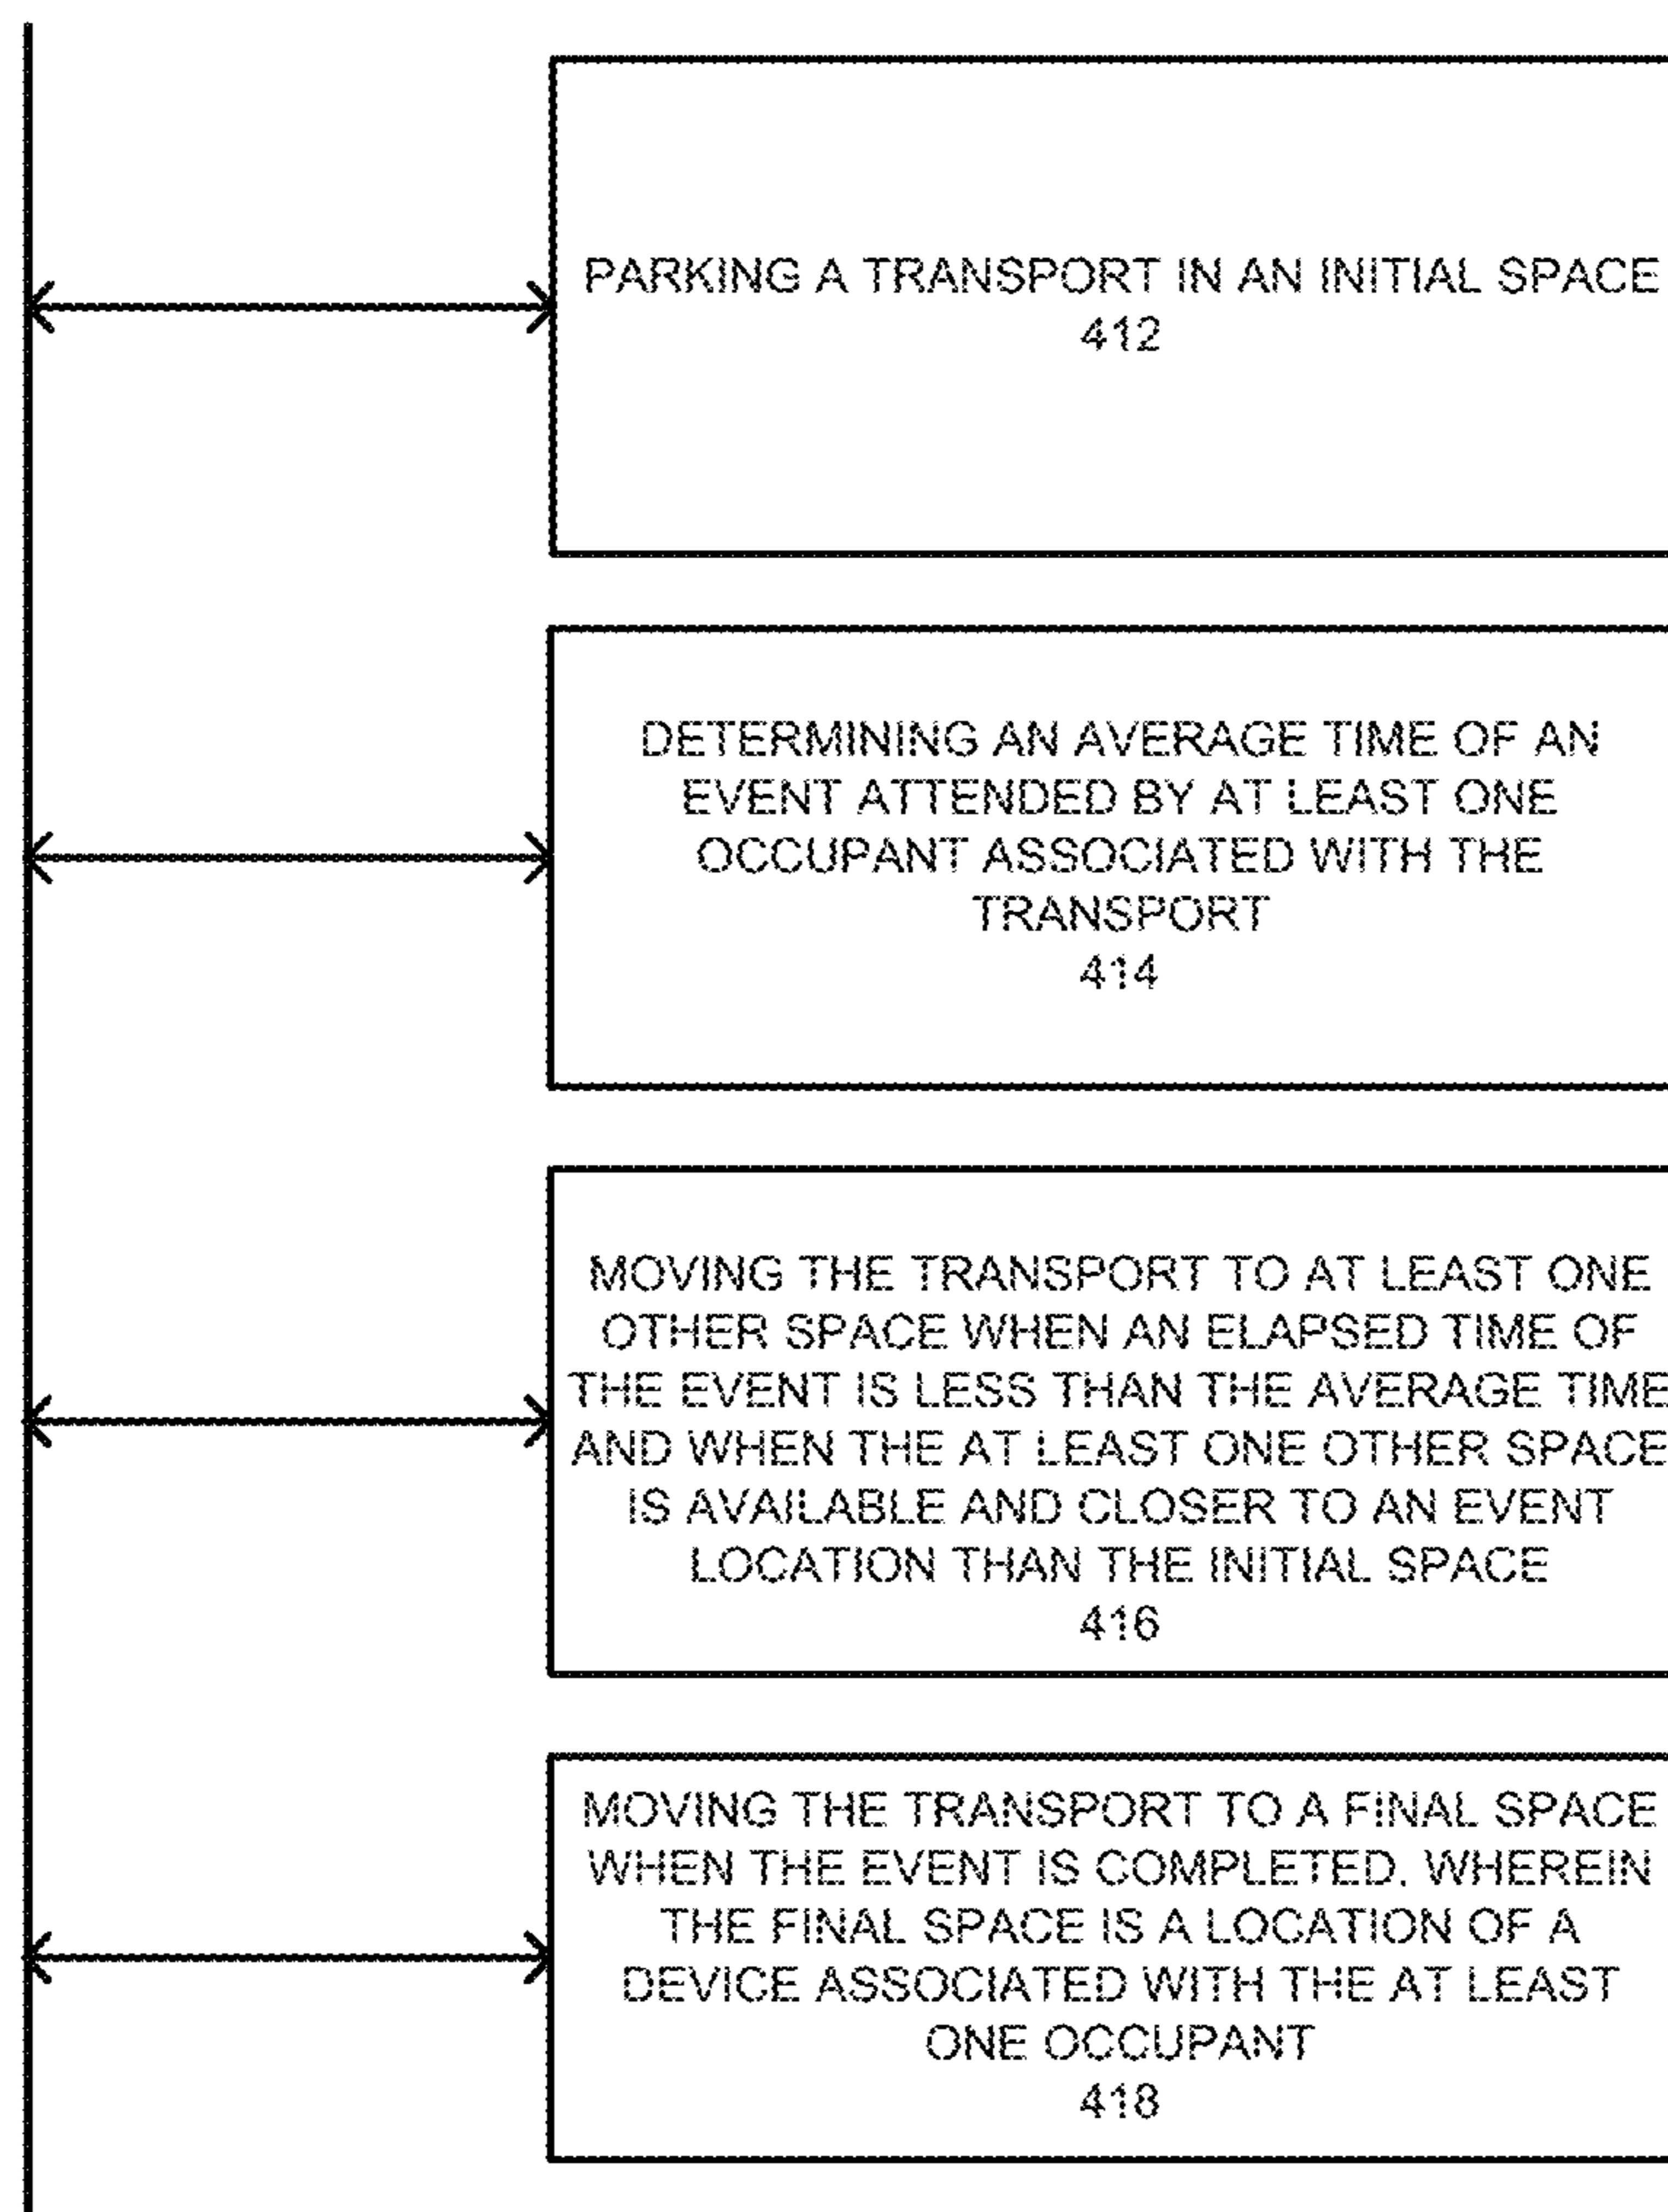 PARKING A TRANSPORT IN AN INITIAL SPACE
412
DETERMINING AN AVERAGE TIME OF AN
EVENT ATTENDED BY AT LEAST ONE
OCCUPANT ASSOCIATED WITH THE
TRANSPORT
414
MOVING THE TRANSPORT TO AT LEAST ONE
OTHER SPACE WHEN AN ELAPSED TIME OF
THE EVENT IS LESS THAN THE AVERAGE TIME
AND WHEN THE AT LEAST ONE OTHER SPACE
IS AVAILABLE AND CLOSER TO AN EVENT
LOCATION THAN THE INITIAL SPACE
416
MOVING THE TRANSPORT TO A FINAL SPACE
WHEN THE EVENT IS COMPLETED, WHEREIN
THE FINAL SPACE IS A LOCATION OF A
DEVICE ASSOCIATED WITH THE AT LEAST
ONE OCCUPANT
418